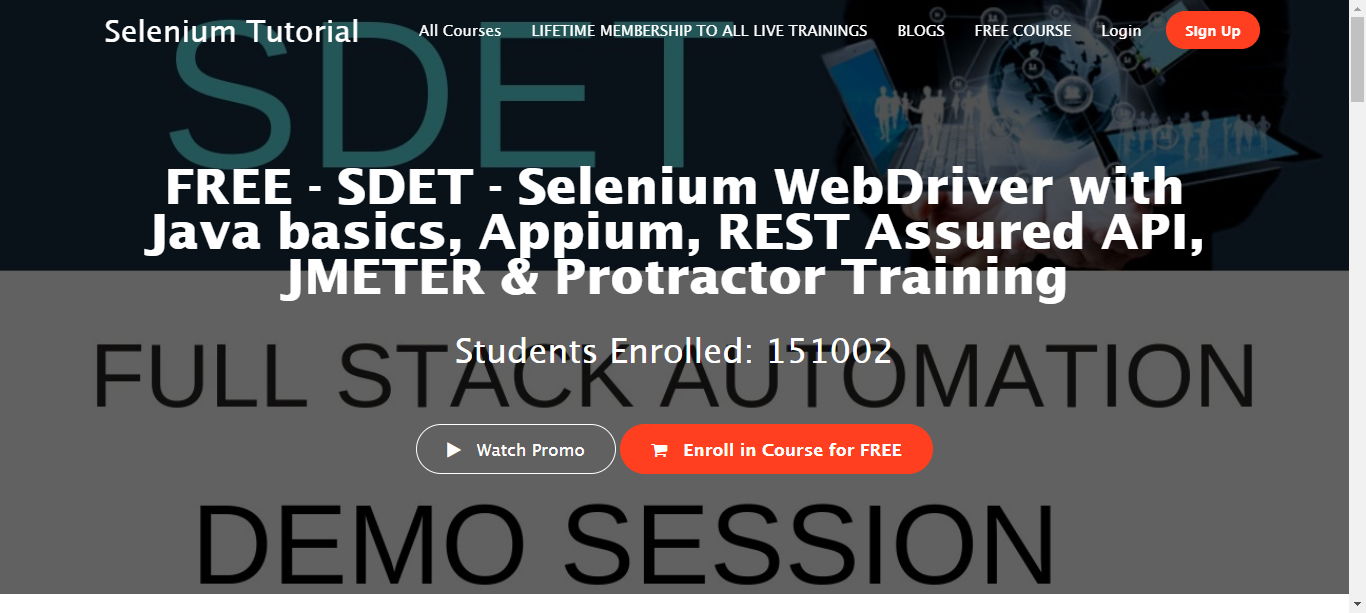 Selenium Tutorial
All Courses
LIFETIME MEMBERSHIP TO ALL LIVE TRAININGS
BLOGS
FREE COURSE
Login
Sign Up
SDET
FREE - SDET - Selenium WebDriver with
Java basics, Appium, REST Assured API,
JMETER & Protractor Training
Students Enrolled: 151002
FULL STACK AUTOMATION
Watch Promo
Enroll in Course for FREE
DEMO SESSION